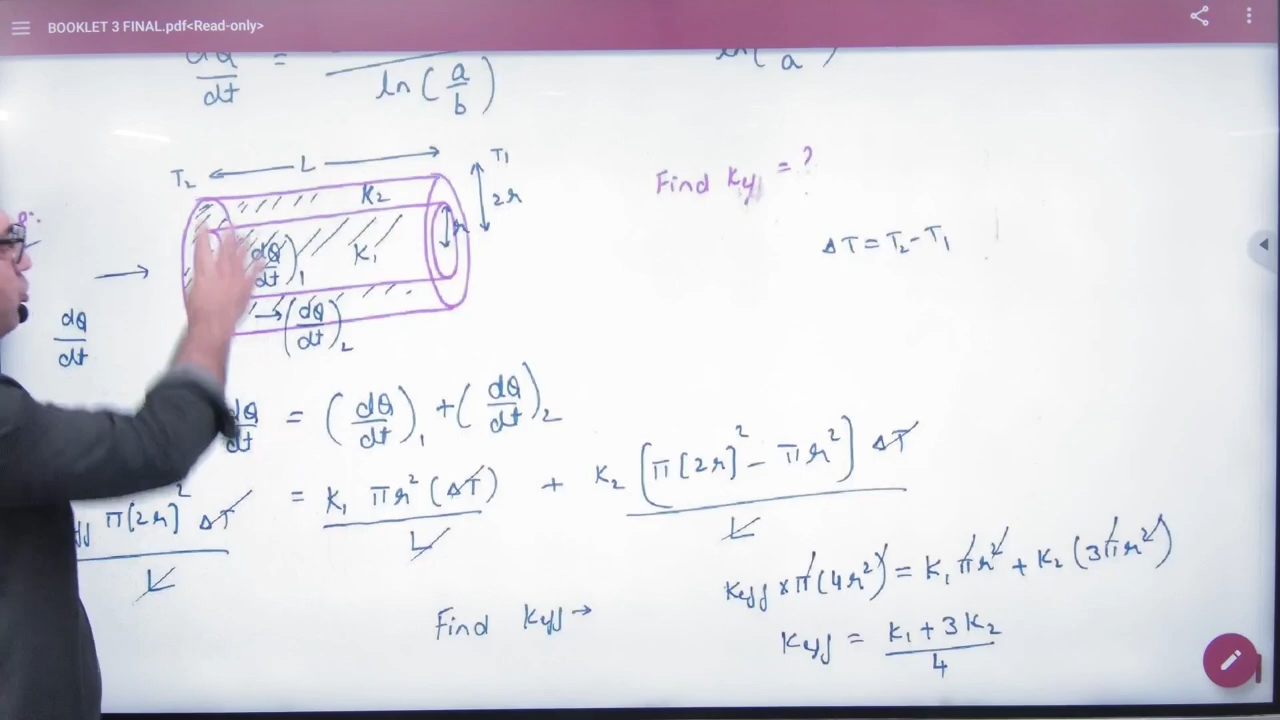 BOOKLET 3 FINAL.pdf<Read-only>
dQ/dt = ln(a/b)
ln( a )
T₂ L T₁
K₂ 2r
K₁ r
(dQ/dt)₁
(dQ/dt)₂
dQ/dt
Find Keff = ?
ΔT = T₂ - T₁
dQ/dt = (dQ/dt)₁ + (dQ/dt)₂
π[2r]² ΔT / L = K₁ πr² (ΔT) / L + K₂ [π[2r]² - πr²] ΔT / L
Keff × π(4r²) = K₁ πr² + K₂ (3πr²)
Find Keff →
Keff = K₁ + 3K₂ / 4